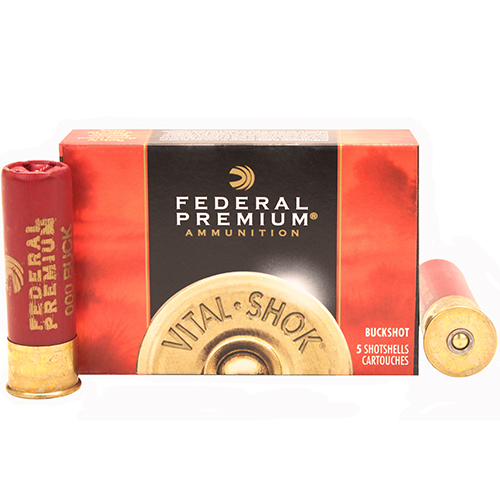 FEDERAL
PREMIUM®
AMMUNITION
VITAL·SHOK®
BUCKSHOT
5 SHOTSHELLS
CARTOUCHES
FEDERAL
PREMIUM
000 BUCK